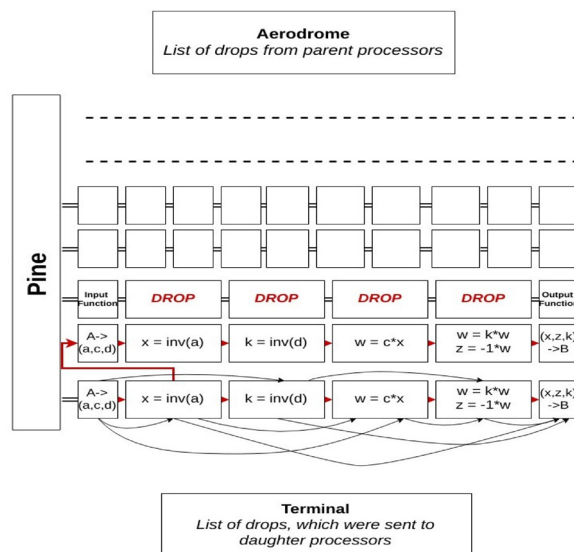 Aerodrome
List of drops from parent processors
Pine
Input
Function
DROP
DROP
DROP
DROP
Output
Function
A->
(a,c,d)
x = inv(a)
k = inv(d)
w = c*x
w = k*w
z = -1*w
(x,z,k)
->B
A->
(a,c,d)
x = inv(a)
k = inv(d)
w = c*x
w = k*w
z = -1*w
(x,z,k)
->B
Terminal
List of drops, which were sent to
daughter processors